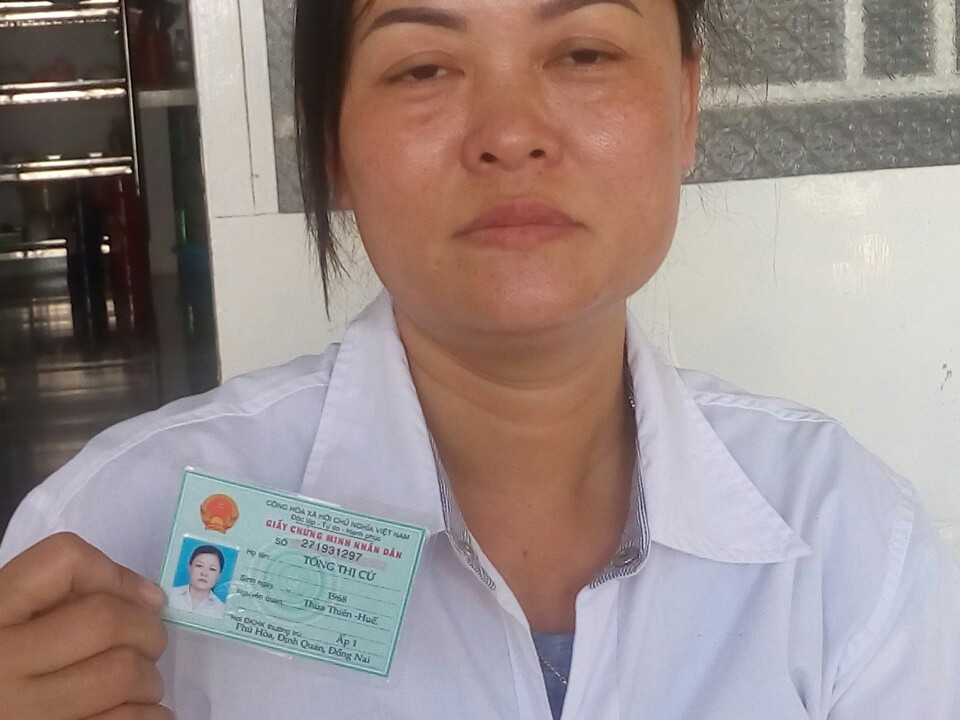 CỘNG HÒA XÃ HỘI CHỦ NGHĨA VIỆT NAM
Độc lập - Tự do - Hạnh phúc
GIẤY CHỨNG MINH NHÂN DÂN
SỐ 271931297
Họ tên: TỐNG THỊ CỨ
Sinh ngày 1968
Nguyên quán: Thừa Thiên -Huế
Nơi ĐKHK thường trú Ấp 1
Phú Hòa, Định Quán, Đồng Nai